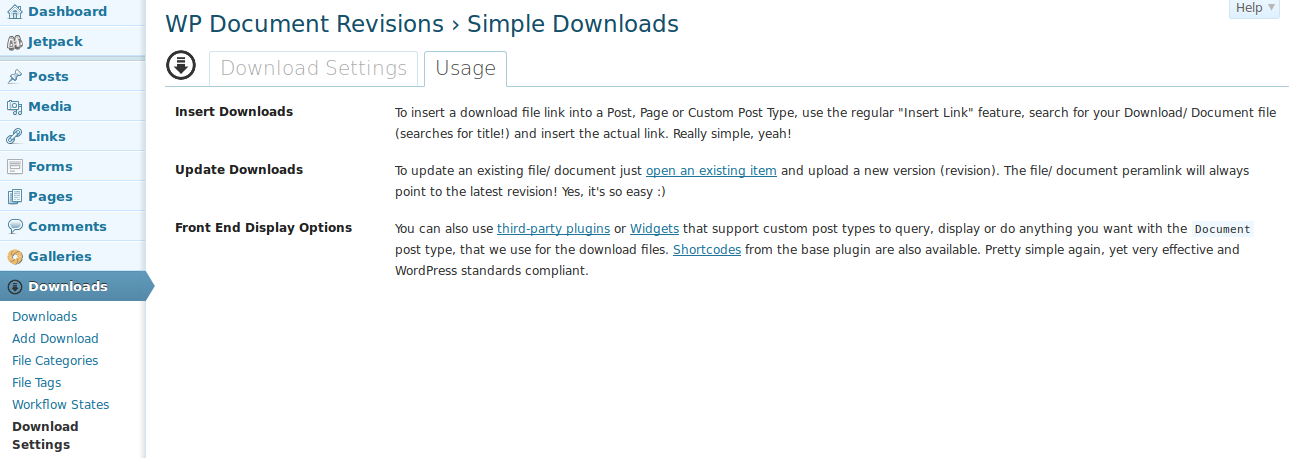 Dashboard
Jetpack
Posts
Media
Links
Forms
Pages
Comments
Galleries
Downloads
Downloads
Add Download
File Categories
File Tags
Workflow States
Download
Settings
Help
WP Document Revisions › Simple Downloads
Download Settings
Usage
Insert Downloads
To insert a download file link into a Post, Page or Custom Post Type, use the regular "Insert Link" feature, search for your Download/ Document file
(searches for title!) and insert the actual link. Really simple, yeah!
Update Downloads
To update an existing file/ document just open an existing item and upload a new version (revision). The file/ document peramlink will always
point to the latest revision! Yes, it's so easy :)
Front End Display Options
You can also use third-party plugins or Widgets that support custom post types to query, display or do anything you want with the Document
post type, that we use for the download files. Shortcodes from the base plugin are also available. Pretty simple again, yet very effective and
WordPress standards compliant.